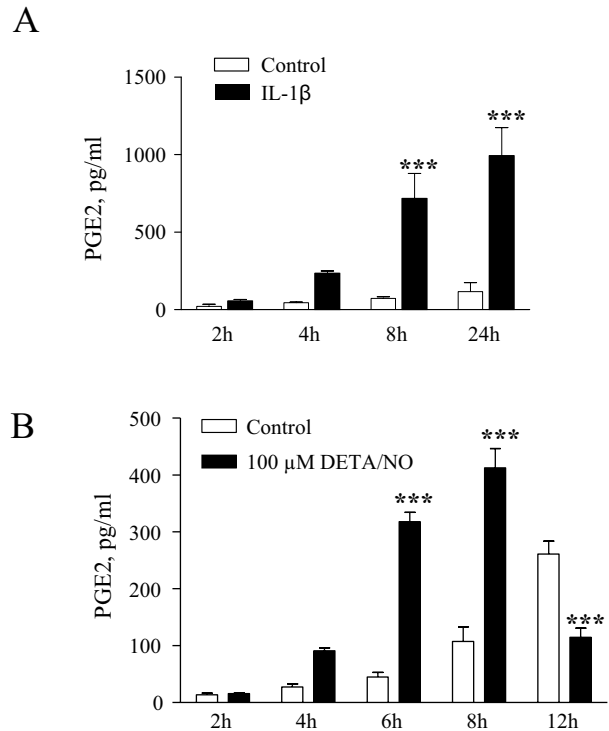 A
Control
IL-1β
1500
1000
500
0
PGE2, pg/ml
***
***
2h 4h 8h 24h
B
Control
100 µM DETA/NO
500
400
300
200
100
0
PGE2, pg/ml
***
***
***
2h 4h 6h 8h 12h